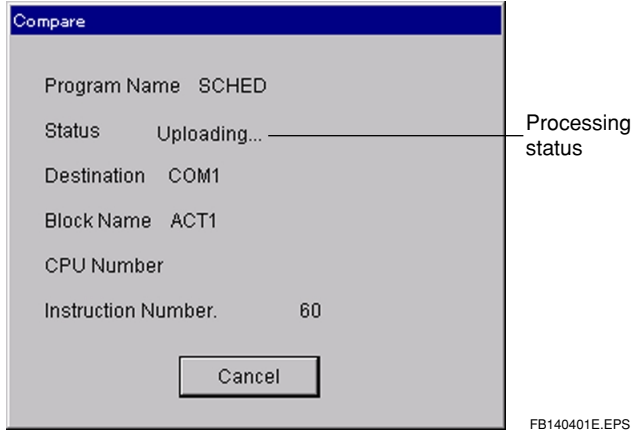 Compare
Program Name SCHED
Status Uploading...
Processing
status
Destination COM1
Block Name ACT1
CPU Number
Instruction Number. 60
Cancel
FB140401E.EPS